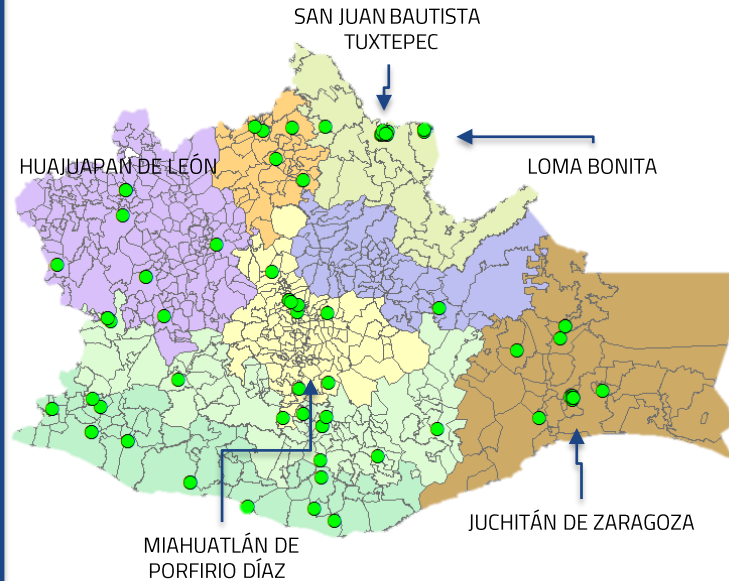 SAN JUAN BAUTISTA
TUXTEPEC
HUAJUAPAN DE LEÓN
LOMA BONITA
JUCHITÁN DE ZARAGOZA
MIAHUATLÁN DE
PORFIRIO DÍAZ